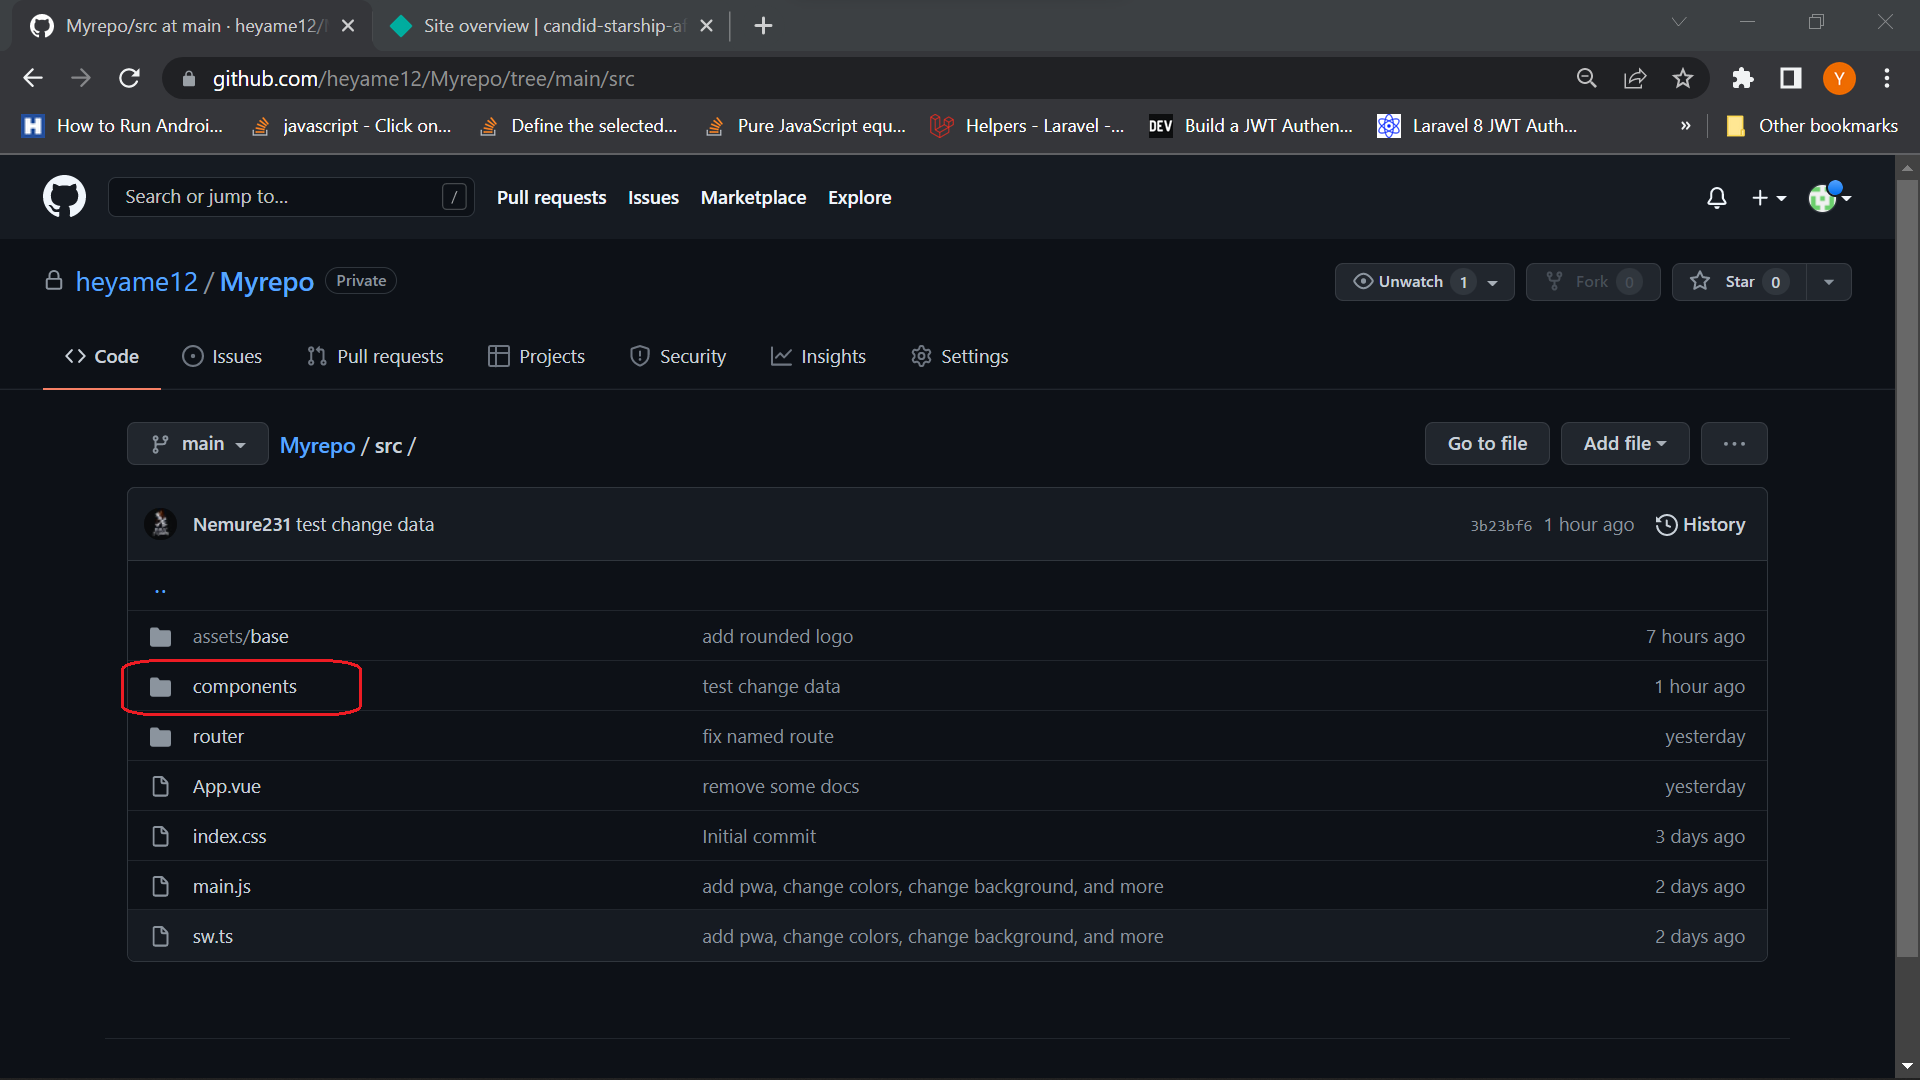 Myrepo/src at main · heyame12/
Site overview | candid-starship-a
github.com/heyame12/Myrepo/tree/main/src
Y
How to Run Androi... javascript - Click on... Define the selected... Pure JavaScript equ... Helpers - Laravel -... DEV Build a JWT Authen... Laravel 8 JWT Auth... » Other bookmarks
Search or jump to... /
Pull requests Issues Marketplace Explore
heyame12 / Myrepo Private
Unwatch 1 Fork 0 Star 0
Code Issues Pull requests Projects Security Insights Settings
main Myrepo / src /
Go to file Add file ...
Nemure231 test change data 3b23bf6 1 hour ago History
..
assets/base add rounded logo 7 hours ago
components test change data 1 hour ago
router fix named route yesterday
App.vue remove some docs yesterday
index.css Initial commit 3 days ago
main.js add pwa, change colors, change background, and more 2 days ago
sw.ts add pwa, change colors, change background, and more 2 days ago